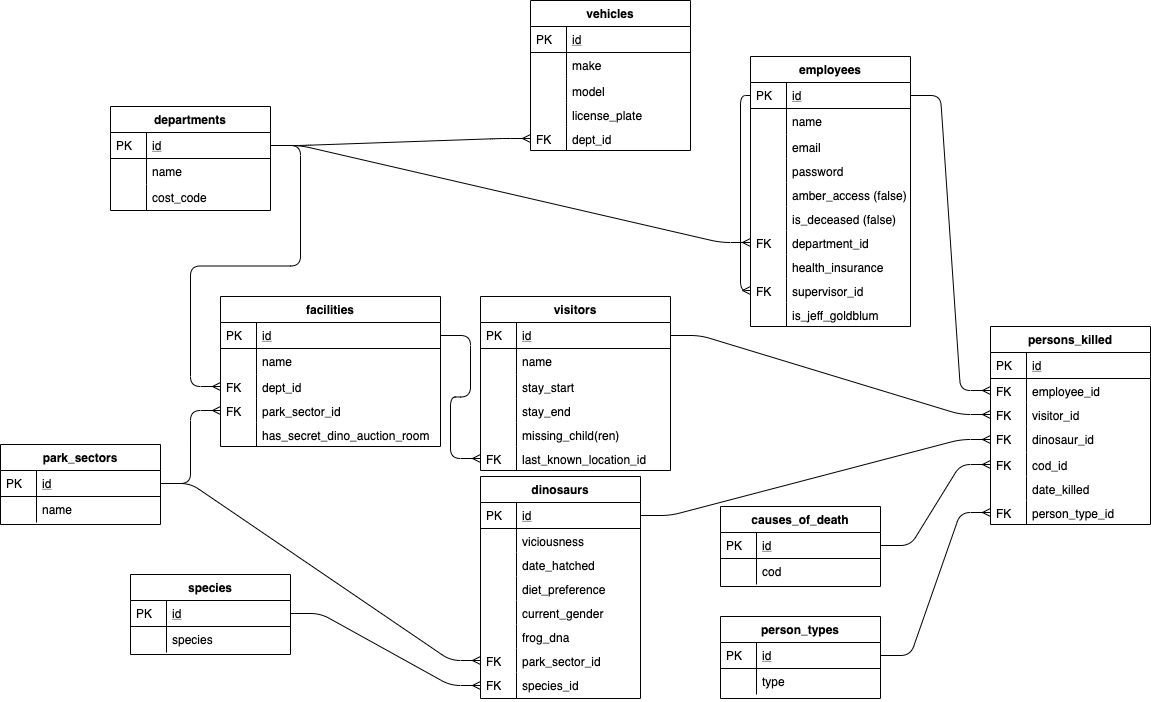 vehicles
PK id
make
model
license_plate
FK dept_id
employees
PK id
name
email
password
amber_access (false)
is_deceased (false)
FK department_id
health_insurance
FK supervisor_id
is_jeff_goldblum
departments
PK id
name
cost_code
facilities
PK id
name
FK dept_id
FK park_sector_id
has_secret_dino_auction_room
visitors
PK id
name
stay_start
stay_end
missing_child(ren)
FK last_known_location_id
persons_killed
PK id
FK employee_id
FK visitor_id
FK dinosaur_id
FK cod_id
date_killed
FK person_type_id
park_sectors
PK id
name
dinosaurs
PK id
viciousness
date_hatched
diet_preference
current_gender
frog_dna
FK park_sector_id
FK species_id
causes_of_death
PK id
cod
species
PK id
species
person_types
PK id
type